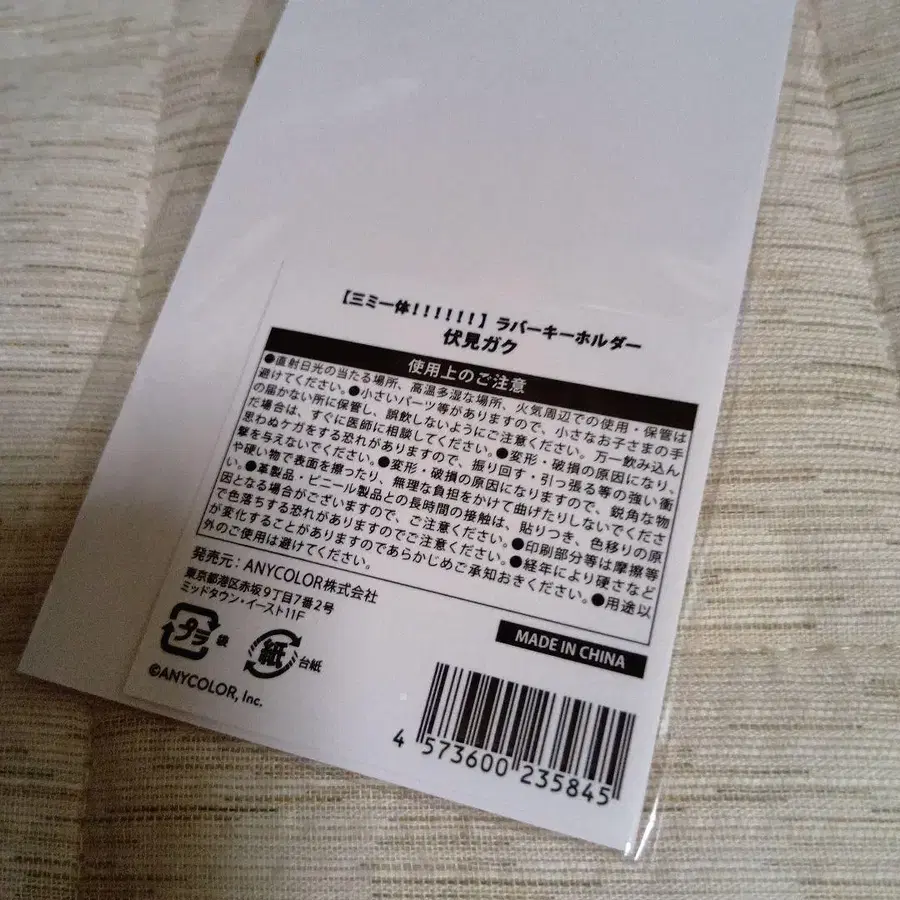 【三ミ一体!!!!!!】ラバーキーホルダー
伏見ガク
使用上のご注意
●直射日光の当たる場所、高温多湿な場所、火気周辺での使用・保管は
避けてください。●小さいパーツ等がありますので、小さなお子さまの手
の届かない所に保管し、誤飲しないようにご注意ください。万一飲み込ん
だ場合は、すぐに医師に相談してください。●変形・破損の原因になり、
思わぬケガをする恐れがありますので、振り回す・引っ張る等の強い衝
撃を与えないでください。●変形・破損の原因になりますので、鋭角な物
や硬い物で表面を擦ったり、無理な負担をかけて曲げたりしないでくださ
い。●革製品・ビニール製品との長時間の接触は、貼りつき、色移りの原
因となる場合がございますので、ご注意ください。●印刷部分等は摩擦等
で色落ちする恐れがありますのでご注意ください。●経年により硬さなど
が変化することがありますのであらかじめご承知おきください。●用途以
外のご使用は避けてください。
発売元:ANYCOLOR株式会社
東京都港区赤坂9丁目7番2号
ミッドタウン・イースト11F
プラ 袋
紙 台紙
MADE IN CHINA
©ANYCOLOR, Inc.
4 573600 235845